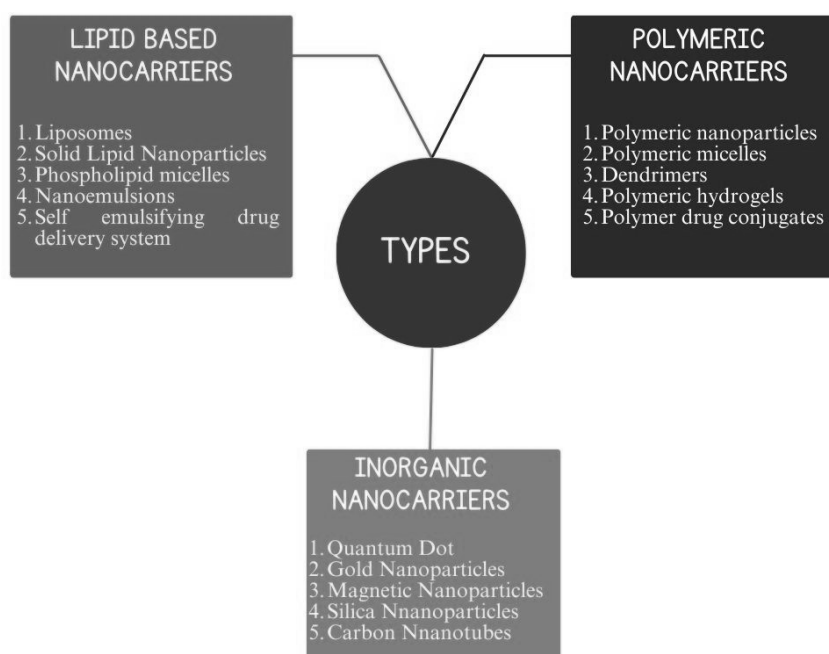 LIPID BASED
NANOCARRIERS
1. Liposomes
2. Solid Lipid Nanoparticles
3. Phospholipid micelles
4. Nanoemulsions
5. Self emulsifying drug
delivery system
POLYMERIC
NANOCARRIERS
1. Polymeric nanoparticles
2. Polymeric micelles
3. Dendrimers
4. Polymeric hydrogels
5. Polymer drug conjugates
TYPES
INORGANIC
NANOCARRIERS
1. Quantum Dot
2. Gold Nanoparticles
3. Magnetic Nanoparticles
4. Silica Nnanoparticles
5. Carbon Nnanotubes